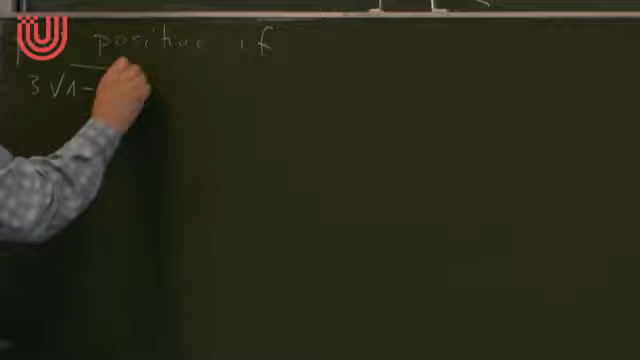 positive if
3 √1-